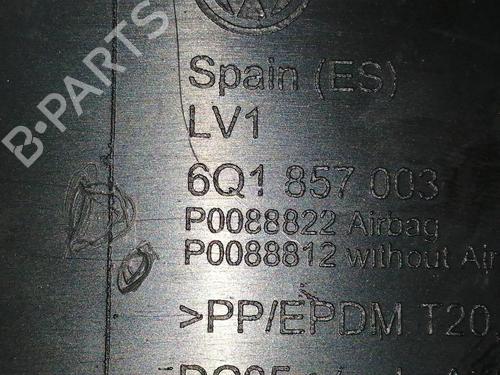 B-PARTS
Spain (ES)
LV1
6Q1 857 003
P0088822 Airbag
P0088812 without Air
>PP/EPDM T20